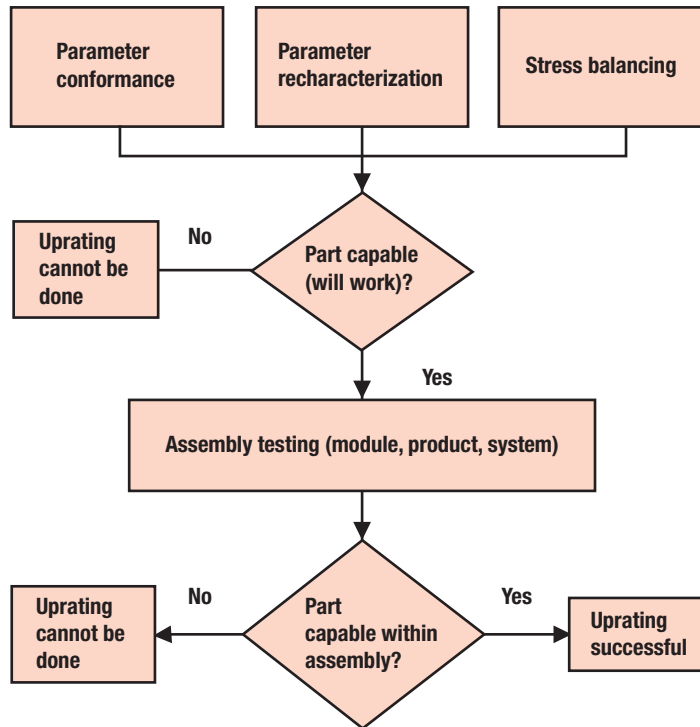 Parameter
conformance
Parameter
recharacterization
Stress balancing
Uprating
cannot be
done
No
Part capable
(will work)?
Yes
Assembly testing (module, product, system)
Uprating
cannot be
done
No
Part
capable within
assembly?
Yes
Uprating
successful